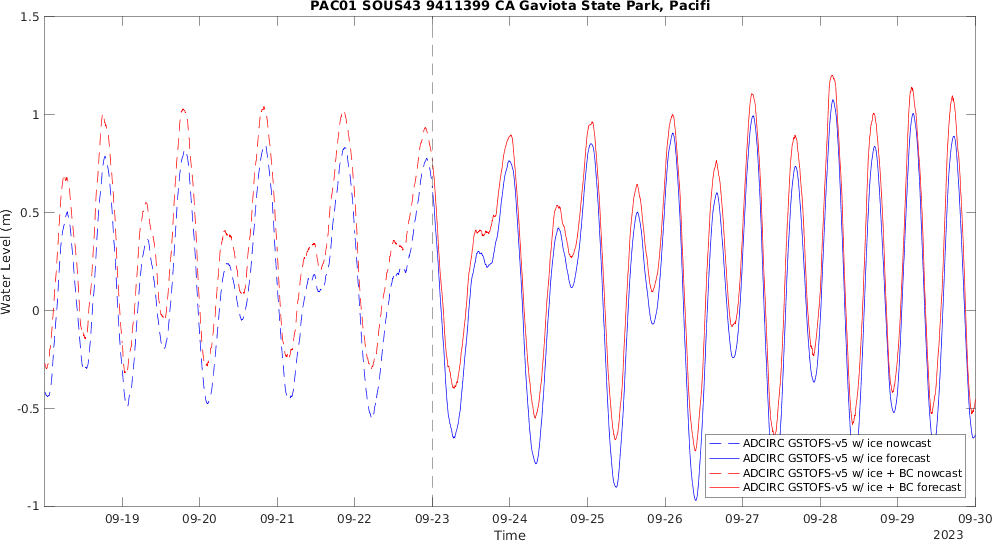 PAC01 SOUS43 9411399 CA Gaviota State Park, Pacifi
1.5
1
0.5
0
-0.5
-1
Water Level (m)
09-19 09-20 09-21 09-22 09-23 09-24 09-25 09-26 09-27 09-28 09-29 09-30
Time
2023
ADCIRC GSTOFS-v5 w/ ice nowcast
ADCIRC GSTOFS-v5 w/ ice forecast
ADCIRC GSTOFS-v5 w/ ice + BC nowcast
ADCIRC GSTOFS-v5 w/ ice + BC forecast